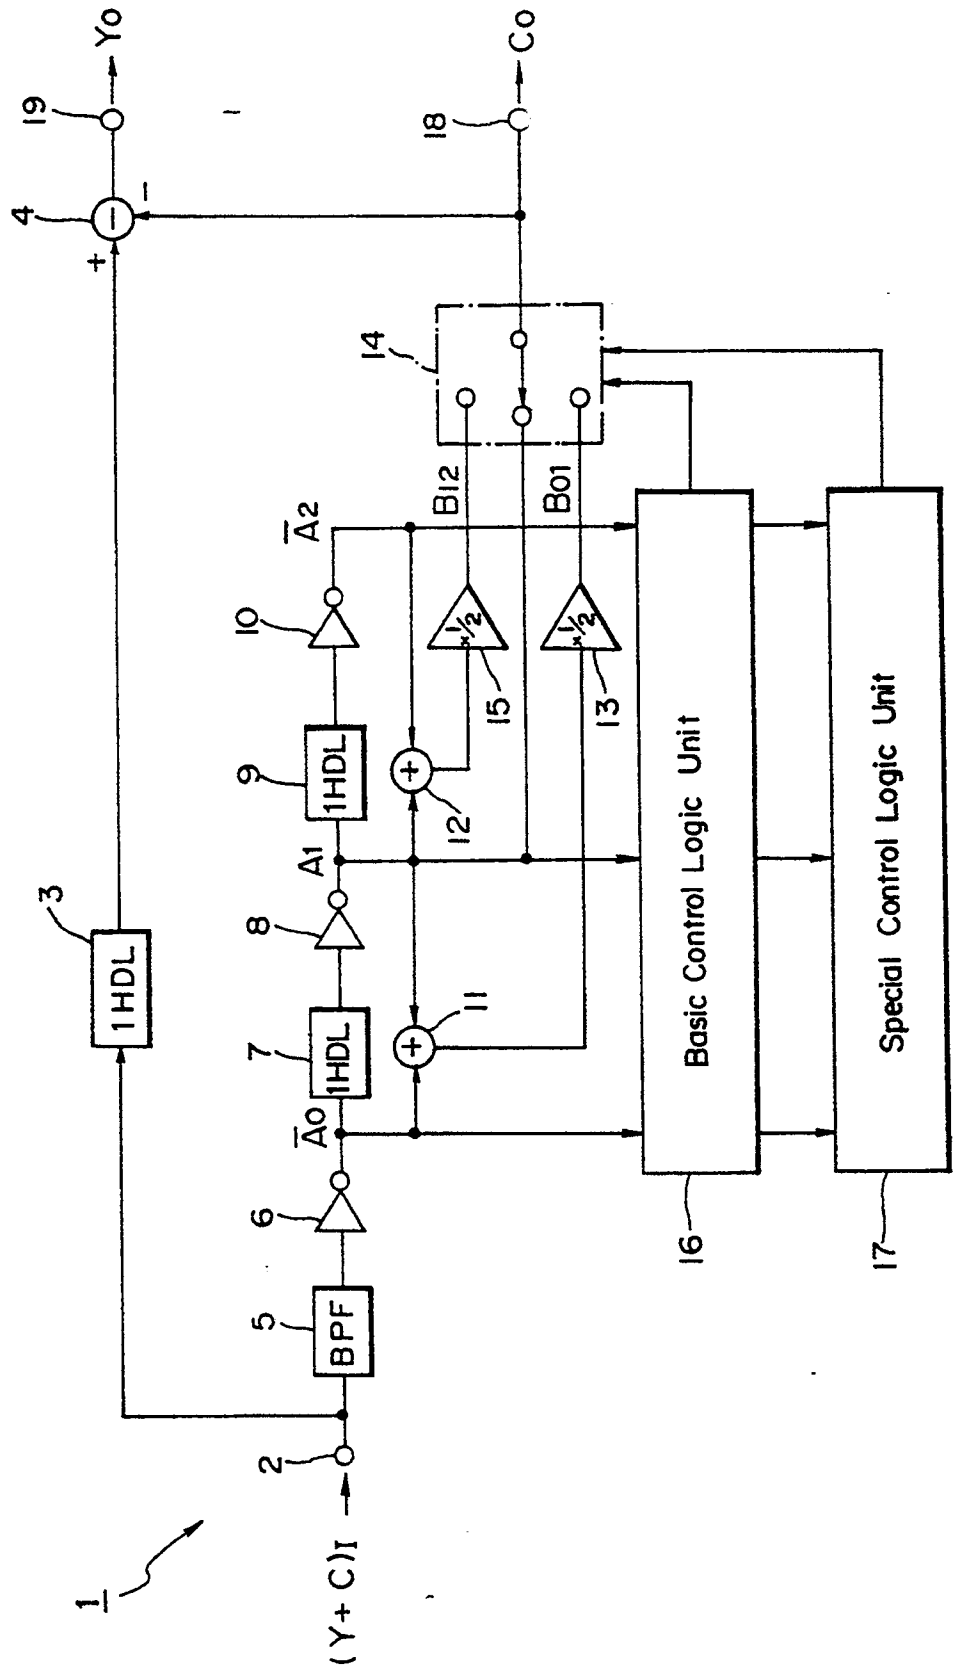 1
(Y+C)I
2
3
1HDL
4
+
−
−
19
Yo
5
BPF
6
A̅0
7
1HDL
8
A1
9
1HDL
10
A̅2
11
+
12
+
15
×1/2
B12
13
×1/2
B01
14
18
Co
16
Basic Control Logic Unit
17
Special Control Logic Unit